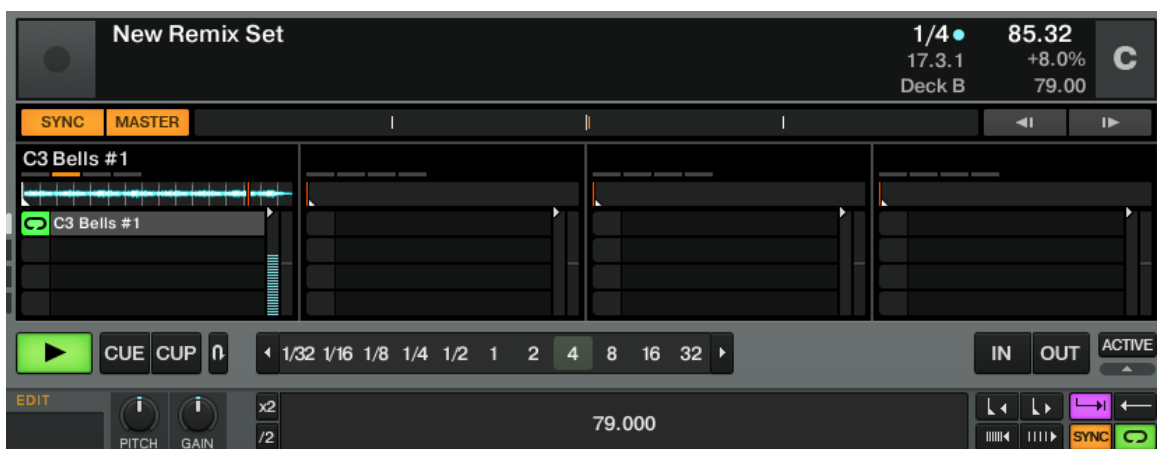 New Remix Set 1/4 85.32
17.3.1 +8.0% C
Deck B 79.00
SYNC MASTER
C3 Bells #1
C3 Bells #1
CUE CUP 1/32 1/16 1/8 1/4 1/2 1 2 4 8 16 32 IN OUT ACTIVE
EDIT
x2
79.000
PITCH GAIN /2 SYNC